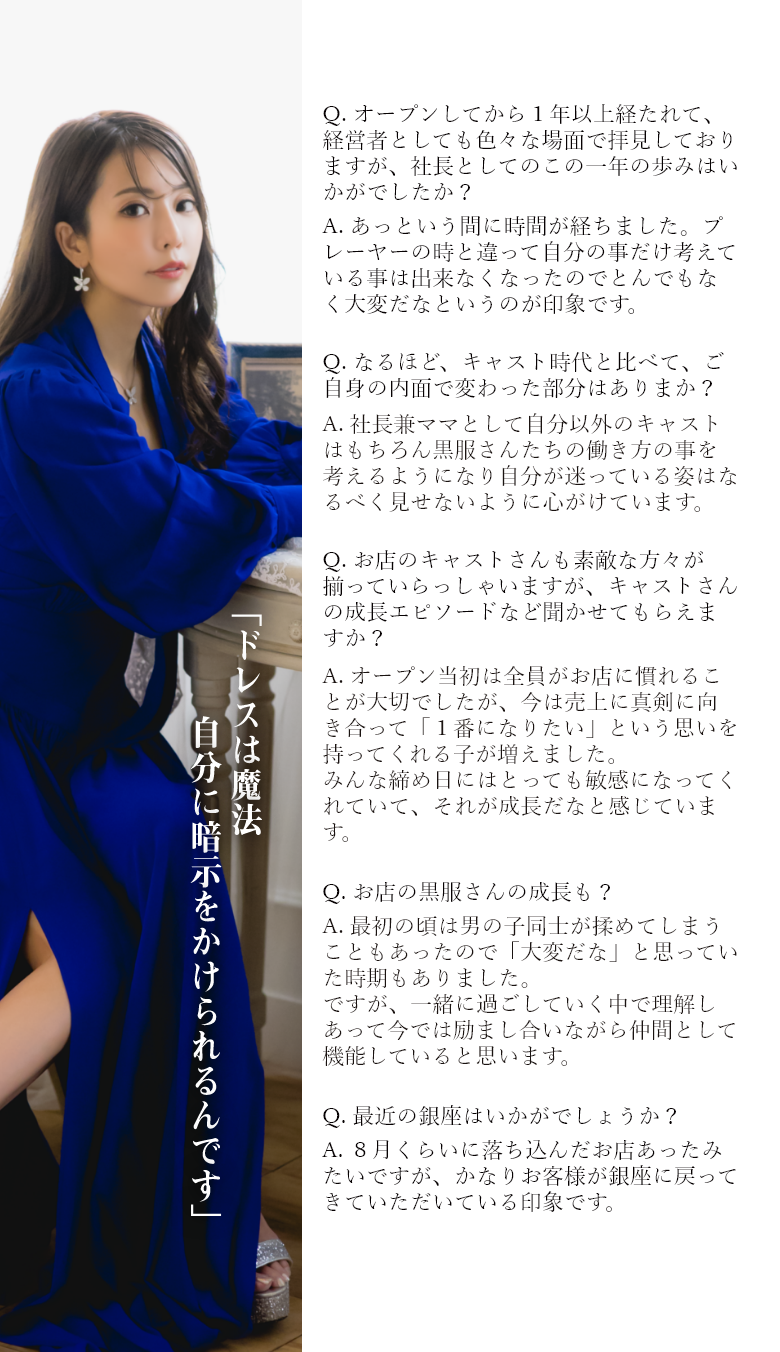 「ドレスは魔法
自分に暗示をかけられるんです」
Q. オープンしてから１年以上経たれて、
経営者としても色々な場面で拝見しており
ますが、社長としてのこの一年の歩みはい
かがでしたか？
A. あっという間に時間が経ちました。プ
レーヤーの時と違って自分の事だけ考えて
いる事は出来なくなったのでとんでもな
く大変だなというのが印象です。
Q. なるほど、キャスト時代と比べて、ご
自身の内面で変わった部分はありまか？
A. 社長兼ママとして自分以外のキャスト
はもちろん黒服さんたちの働き方の事を
考えるようになり自分が迷っている姿はな
るべく見せないように心がけています。
Q. お店のキャストさんも素敵な方々が
揃っていらっしゃいますが、キャストさん
の成長エピソードなど聞かせてもらえま
すか？
A. オープン当初は全員がお店に慣れるこ
とが大切でしたが、今は売上に真剣に向
き合って「１番になりたい」という思いを
持ってくれる子が増えました。
みんな締め日にはとっても敏感になってく
れていて、それが成長だなと感じていま
す。
Q. お店の黒服さんの成長も？
A. 最初の頃は男の子同士が揉めてしまう
こともあったので「大変だな」と思ってい
た時期もありました。
ですが、一緒に過ごしていく中で理解し
あって今では励まし合いながら仲間として
機能していると思います。
Q. 最近の銀座はいかがでしょうか？
A. ８月くらいに落ち込んだお店あったみ
たいですが、かなりお客様が銀座に戻って
きていただいている印象です。